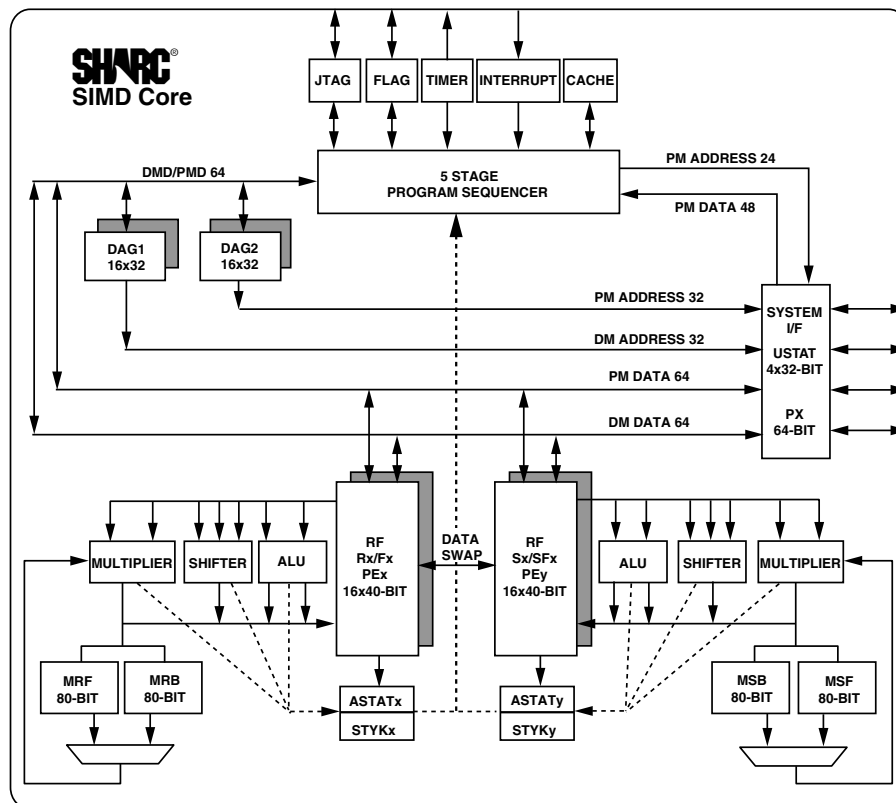 SHARC®
SIMD Core
JTAG
FLAG
TIMER
INTERRUPT
CACHE
5 STAGE
PROGRAM SEQUENCER
PM ADDRESS 24
PM DATA 48
DMD/PMD 64
DAG1
16x32
DAG2
16x32
PM ADDRESS 32
DM ADDRESS 32
PM DATA 64
DM DATA 64
SYSTEM
I/F
USTAT
4x32-BIT
PX
64-BIT
MULTIPLIER
SHIFTER
ALU
RF
Rx/Fx
PEx
16x40-BIT
DATA
SWAP
RF
Sx/SFx
PEy
16x40-BIT
ALU
SHIFTER
MULTIPLIER
MRF
80-BIT
MRB
80-BIT
ASTATx
STYKx
ASTATy
STYKy
MSB
80-BIT
MSF
80-BIT